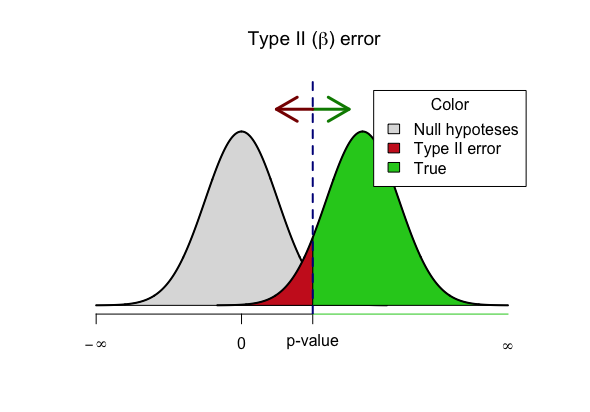 Type II (β) error
Color
Null hypoteses
Type II error
True
−∞
0
p-value
∞